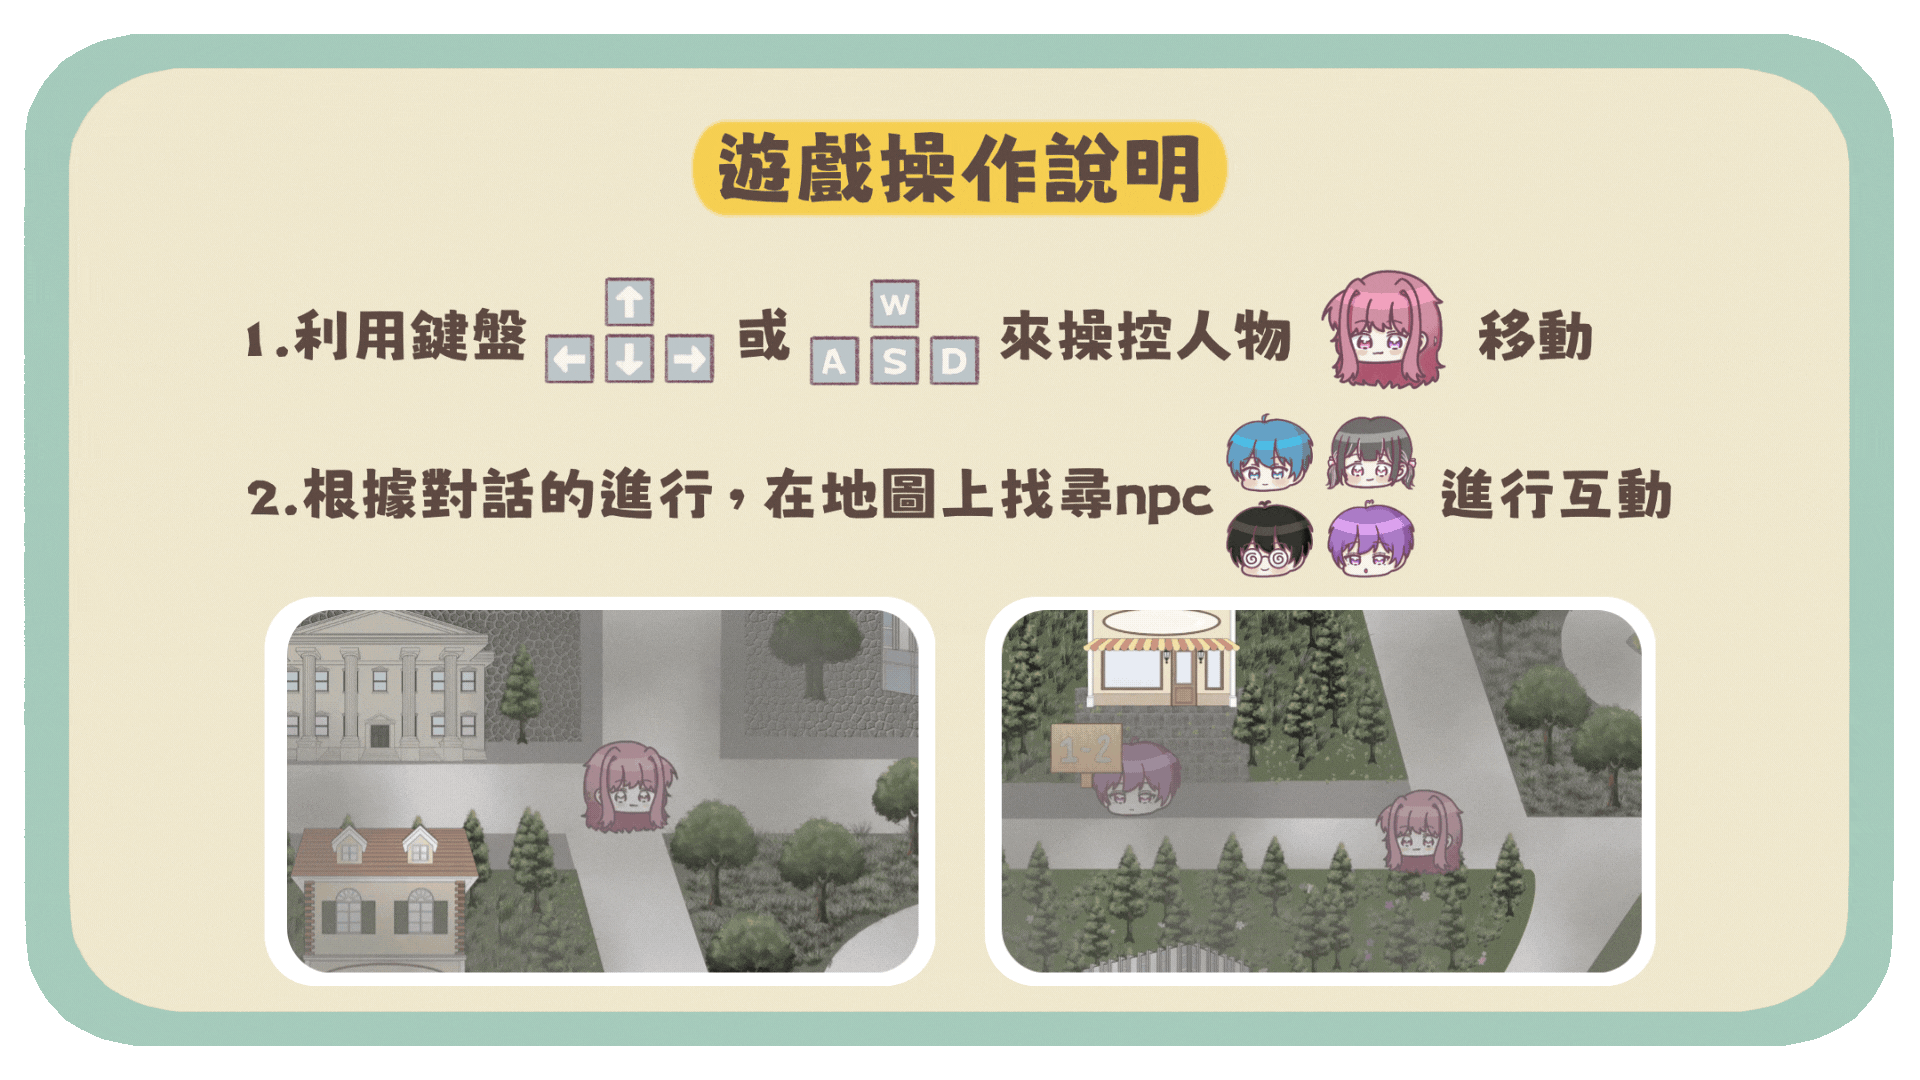 遊戲操作說明
1.利用鍵盤 ↑ ← ↓ → 或 W A S D 來操控人物 移動
2.根據對話的進行，在地圖上找尋npc 進行互動
1-2